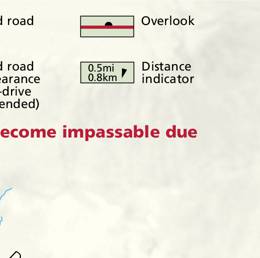 d road
Overlook
d road
earance
-drive
ended)
0.5mi
0.8km
Distance
indicator
ecome impassable due